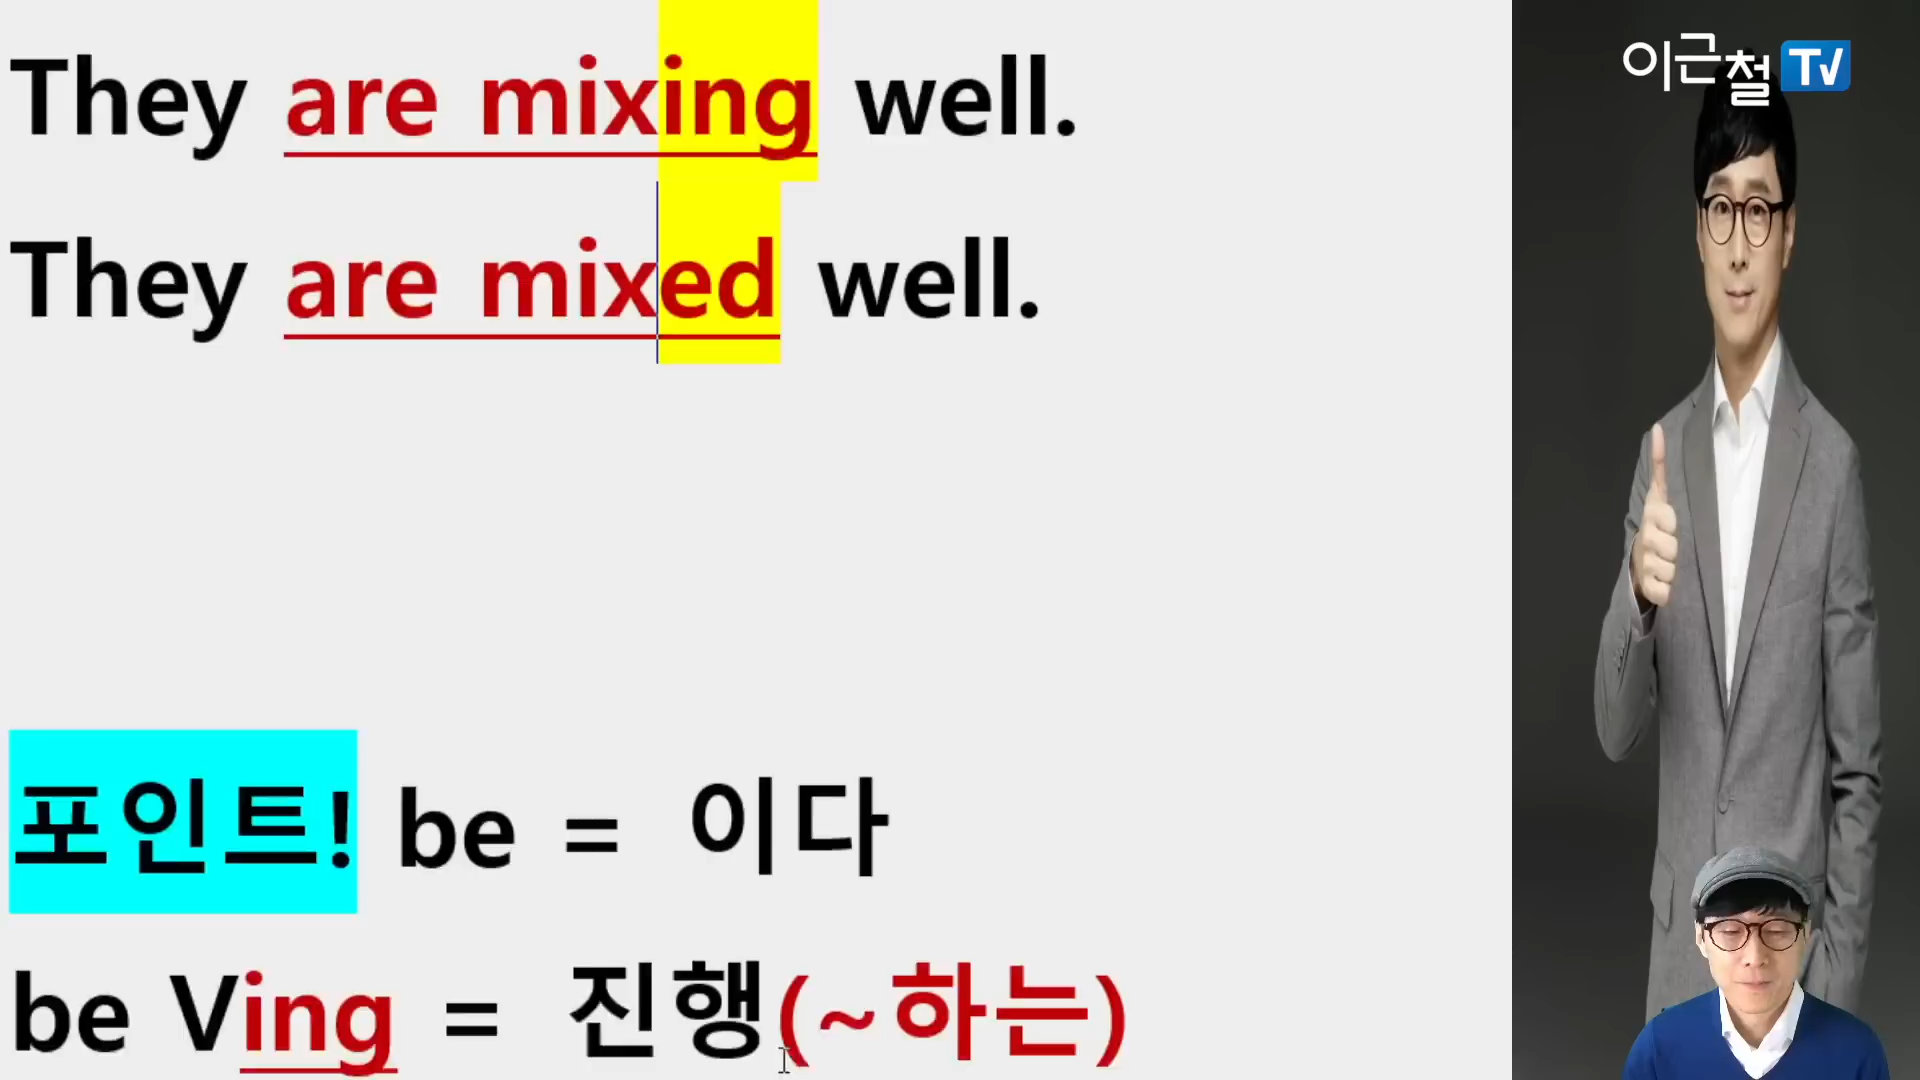 They are mixing well.
이근철 TV
They are mixed well.
포인트! be = 이다
be Ving = 진행(~하는)